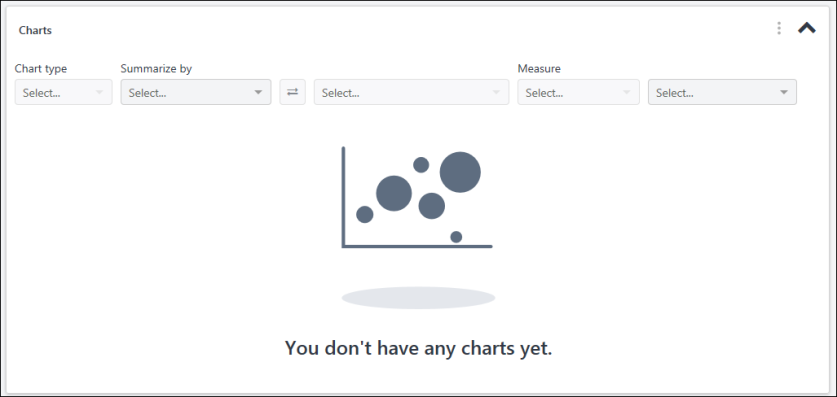 Charts
Chart type Summarize by Measure
Select... Select... Select... Select... Select...
You don't have any charts yet.